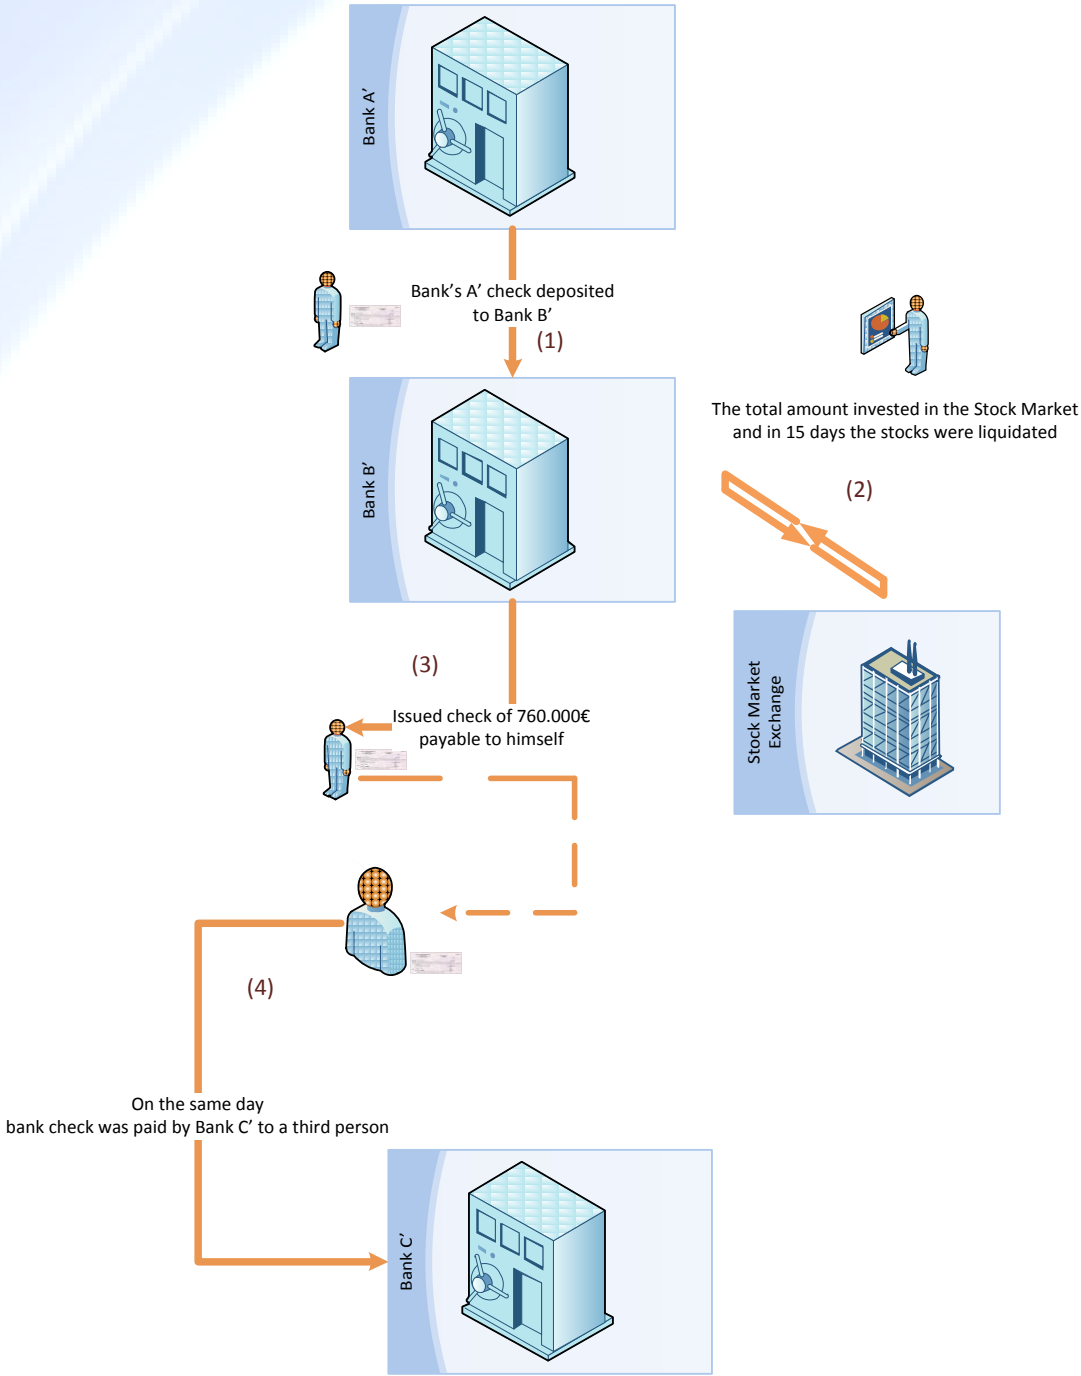 Bank A’
Bank’s A’ check deposited
to Bank B’
(1)
Bank B’
The total amount invested in the Stock Market
and in 15 days the stocks were liquidated
(2)
Stock Market
Exchange
(3)
Issued check of 760.000€
payable to himself
(4)
On the same day
bank check was paid by Bank C’ to a third person
Bank C’